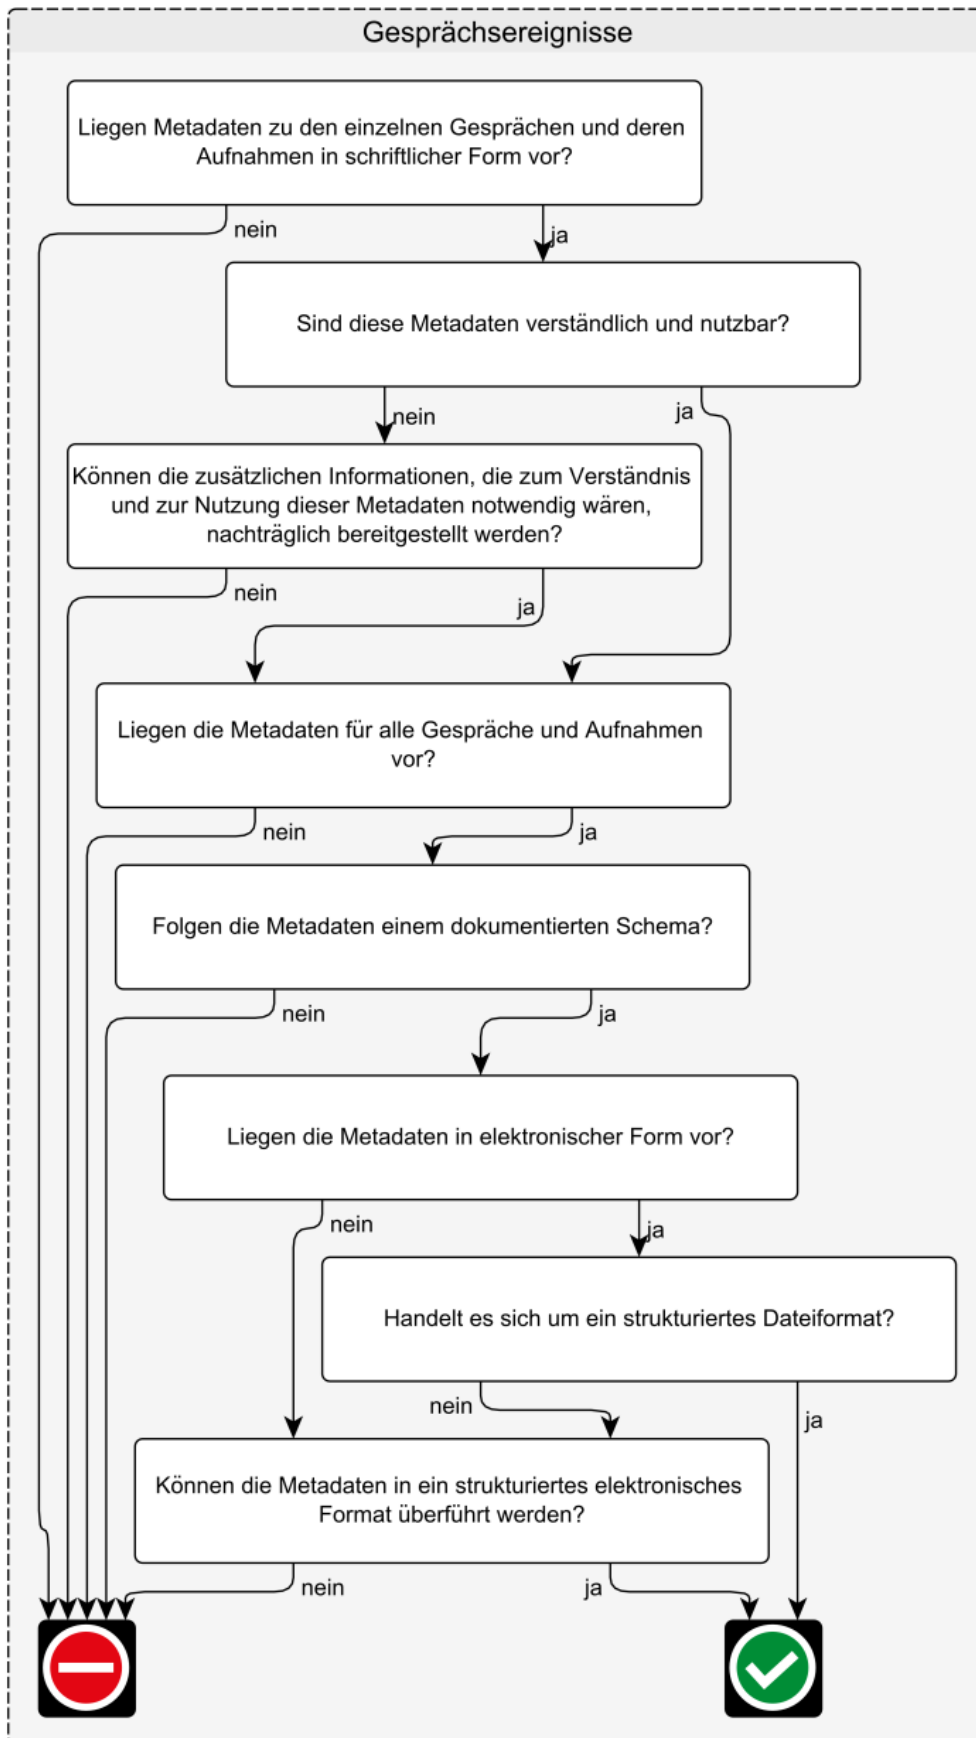 Gesprächsereignisse
Liegen Metadaten zu den einzelnen Gesprächen und deren
Aufnahmen in schriftlicher Form vor?
nein
ja
Sind diese Metadaten verständlich und nutzbar?
nein
ja
Können die zusätzlichen Informationen, die zum Verständnis
und zur Nutzung dieser Metadaten notwendig wären,
nachträglich bereitgestellt werden?
nein
ja
Liegen die Metadaten für alle Gespräche und Aufnahmen
vor?
nein
ja
Folgen die Metadaten einem dokumentierten Schema?
nein
ja
Liegen die Metadaten in elektronischer Form vor?
nein
ja
Handelt es sich um ein strukturiertes Dateiformat?
nein
ja
Können die Metadaten in ein strukturiertes elektronisches
Format überführt werden?
nein
ja